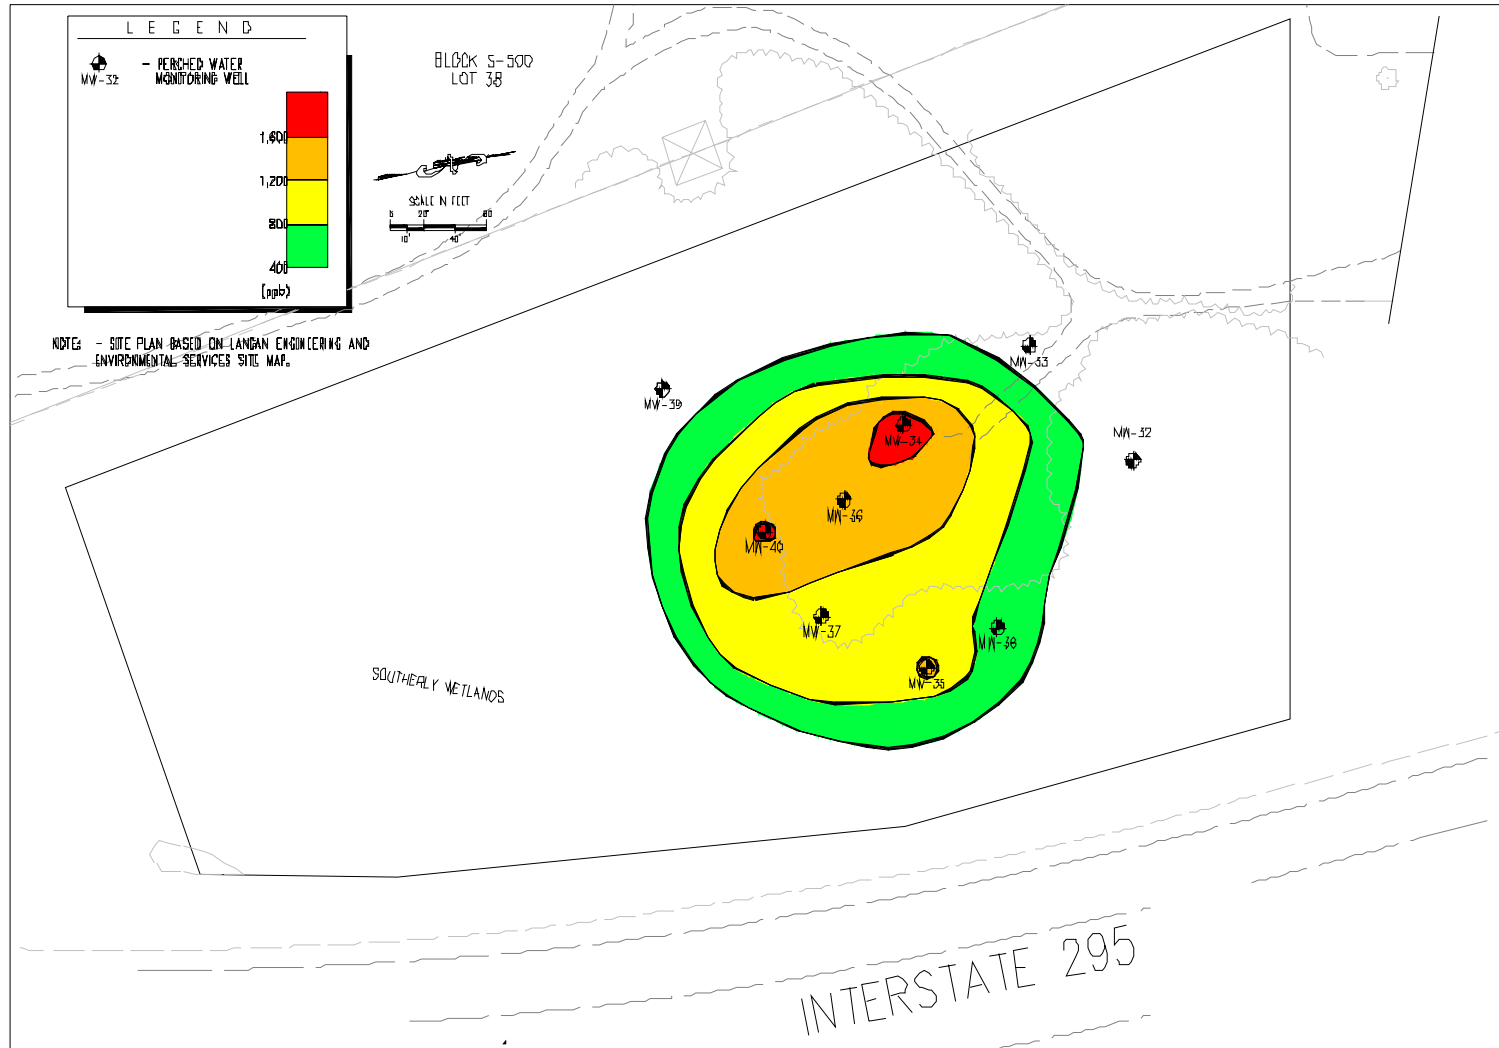 LEGEND
MW-32
- PERCHED WATER
MONITORING WELL
1,600
1,200
800
400
(ppb)
BLOCK S-500
LOT 3B
SCALE IN FEET
0 20' 80
10' 40'
NOTE: - SITE PLAN BASED ON LANGAN ENGINEERING AND
ENVIRONMENTAL SERVICES SITE MAP.
MW-33
MW-39
MW-34
MW-32
MW-36
MW-40
MW-37
MW-38
MW-35
SOUTHERLY WETLANDS
INTERSTATE 295